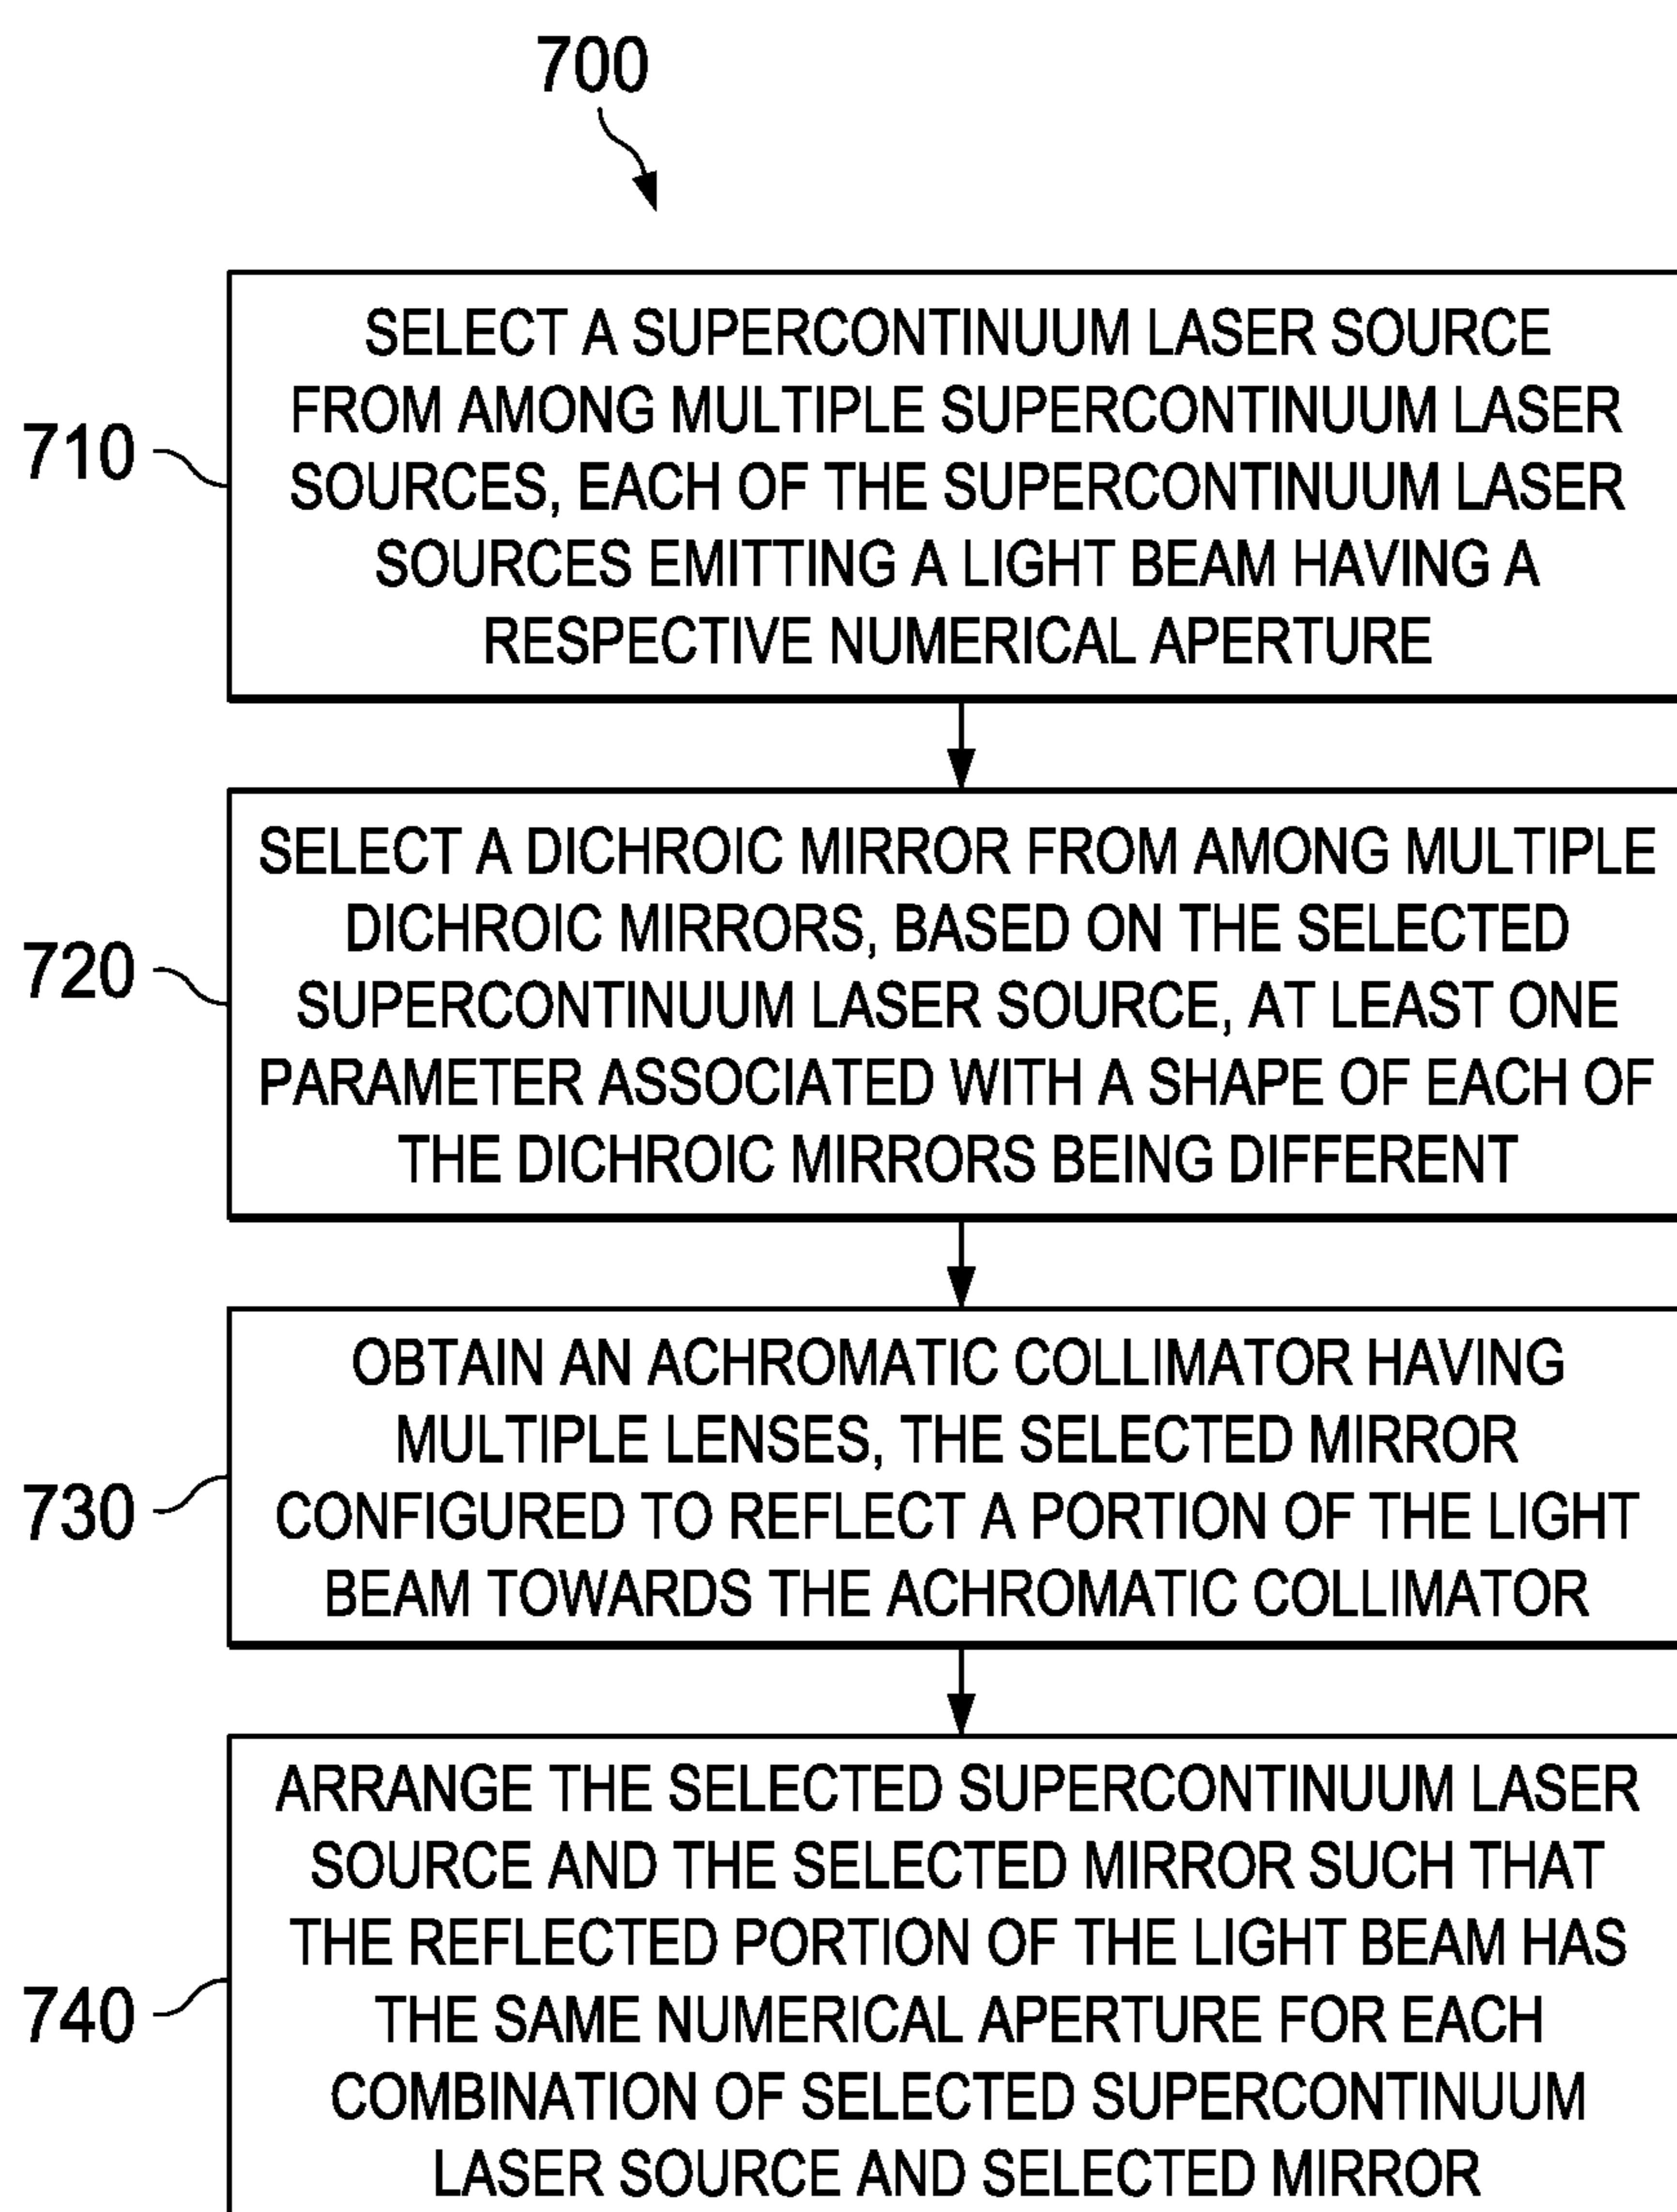 700
710
SELECT A SUPERCONTINUUM LASER SOURCE
FROM AMONG MULTIPLE SUPERCONTINUUM LASER
SOURCES, EACH OF THE SUPERCONTINUUM LASER
SOURCES EMITTING A LIGHT BEAM HAVING A
RESPECTIVE NUMERICAL APERTURE
720
SELECT A DICHROIC MIRROR FROM AMONG MULTIPLE
DICHROIC MIRRORS, BASED ON THE SELECTED
SUPERCONTINUUM LASER SOURCE, AT LEAST ONE
PARAMETER ASSOCIATED WITH A SHAPE OF EACH OF
THE DICHROIC MIRRORS BEING DIFFERENT
730
OBTAIN AN ACHROMATIC COLLIMATOR HAVING
MULTIPLE LENSES, THE SELECTED MIRROR
CONFIGURED TO REFLECT A PORTION OF THE LIGHT
BEAM TOWARDS THE ACHROMATIC COLLIMATOR
740
ARRANGE THE SELECTED SUPERCONTINUUM LASER
SOURCE AND THE SELECTED MIRROR SUCH THAT
THE REFLECTED PORTION OF THE LIGHT BEAM HAS
THE SAME NUMERICAL APERTURE FOR EACH
COMBINATION OF SELECTED SUPERCONTINUUM
LASER SOURCE AND SELECTED MIRROR